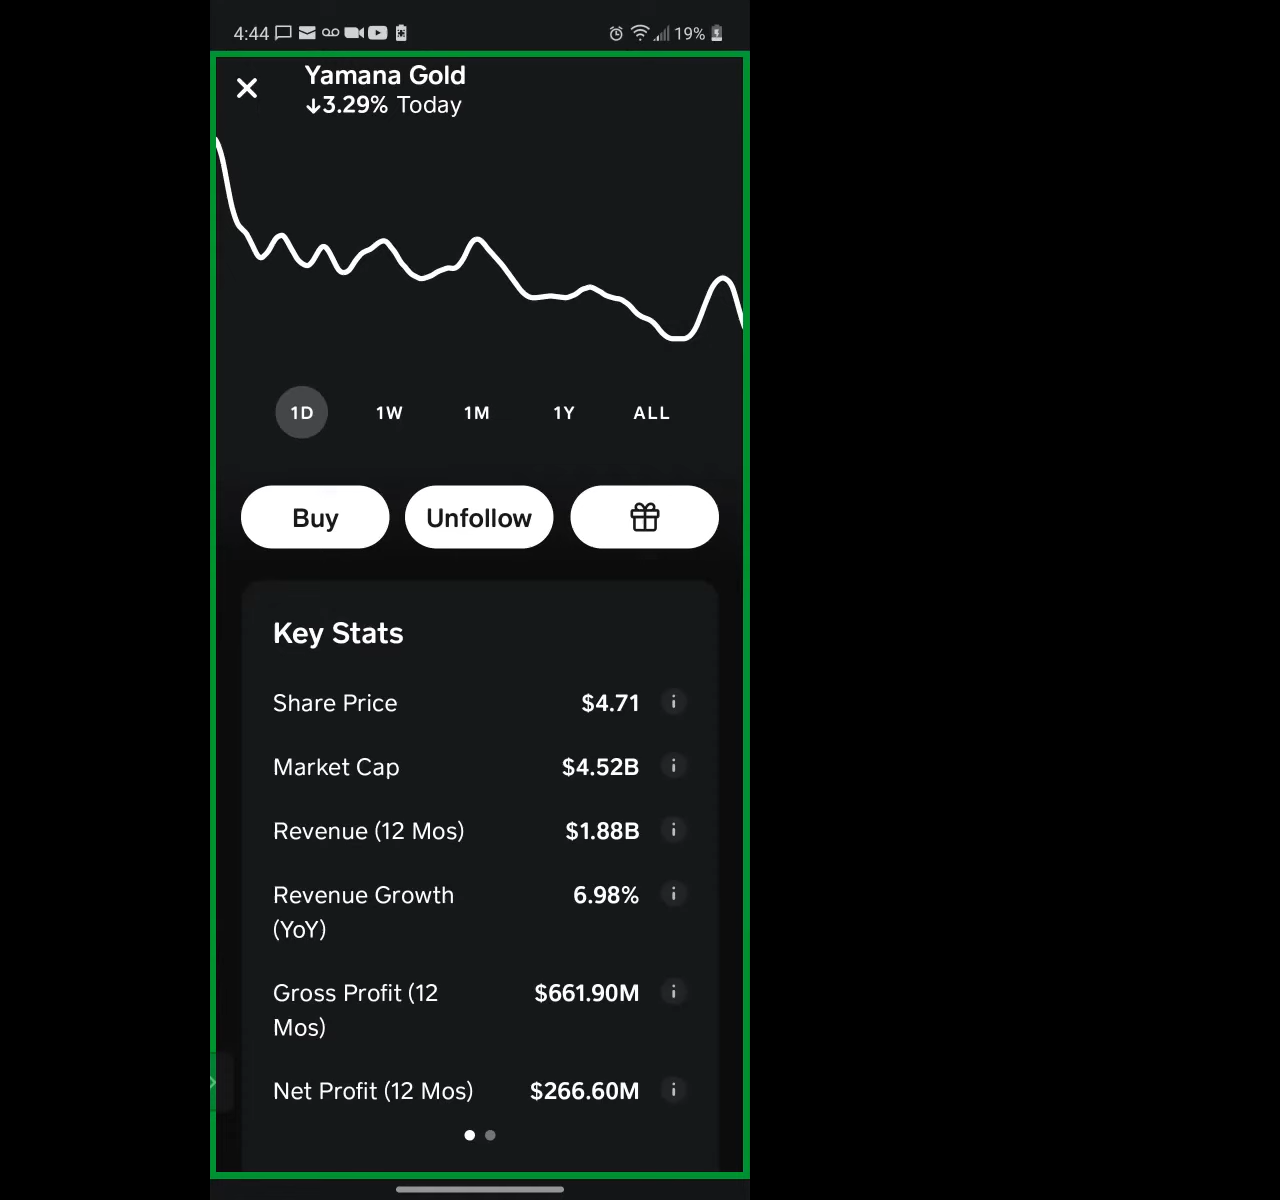 4:44 19%
Yamana Gold
↓3.29% Today
1D 1W 1M 1Y ALL
Buy Unfollow
Key Stats
Share Price $4.71 i
Market Cap $4.52B i
Revenue (12 Mos) $1.88B i
Revenue Growth 6.98% i
(YoY)
Gross Profit (12 $661.90M i
Mos)
Net Profit (12 Mos) $266.60M i